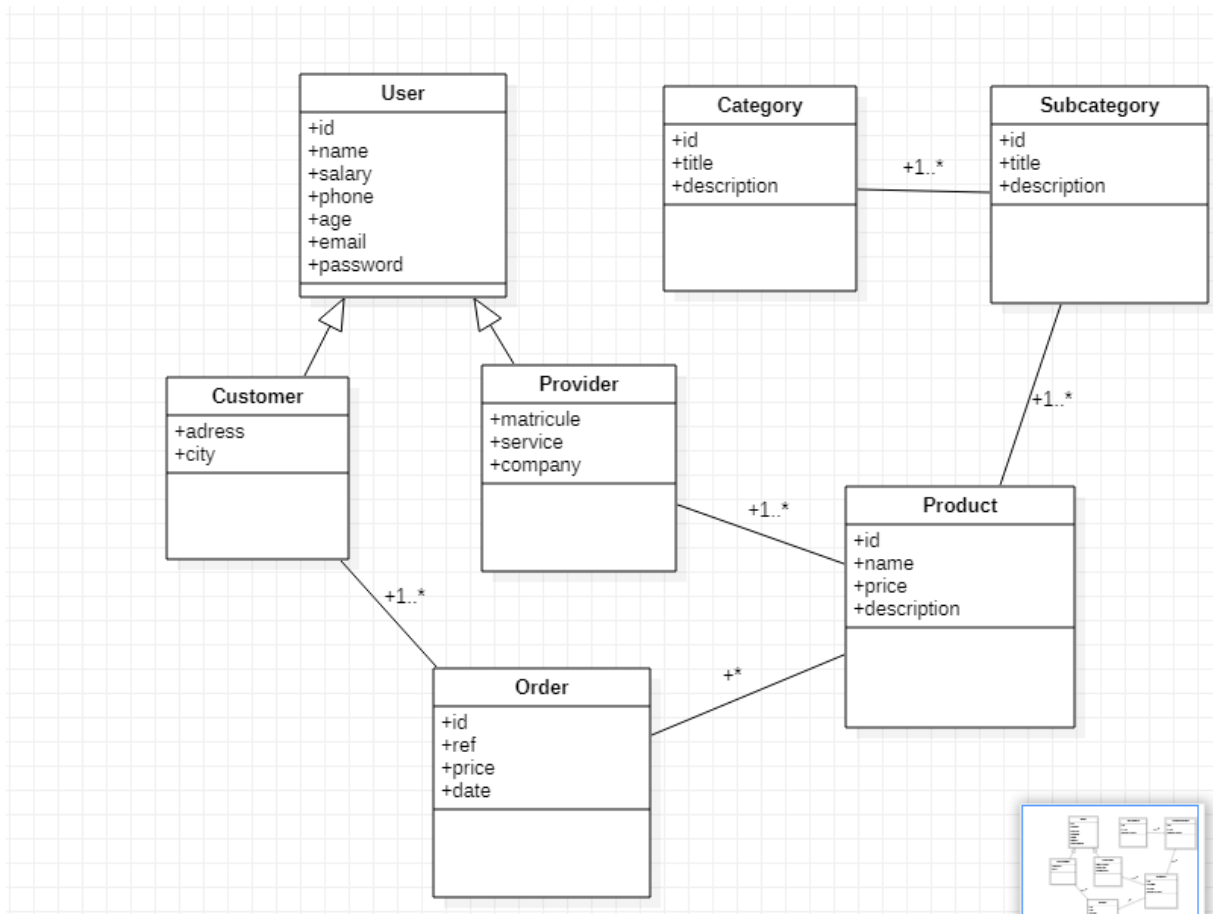 User
+id
+name
+salary
+phone
+age
+email
+password
Category
+id
+title
+description
+1..*
Subcategory
+id
+title
+description
Customer
+adress
+city
Provider
+matricule
+service
+company
+1..*
+1..*
Product
+id
+name
+price
+description
+1..*
+*
Order
+id
+ref
+price
+date